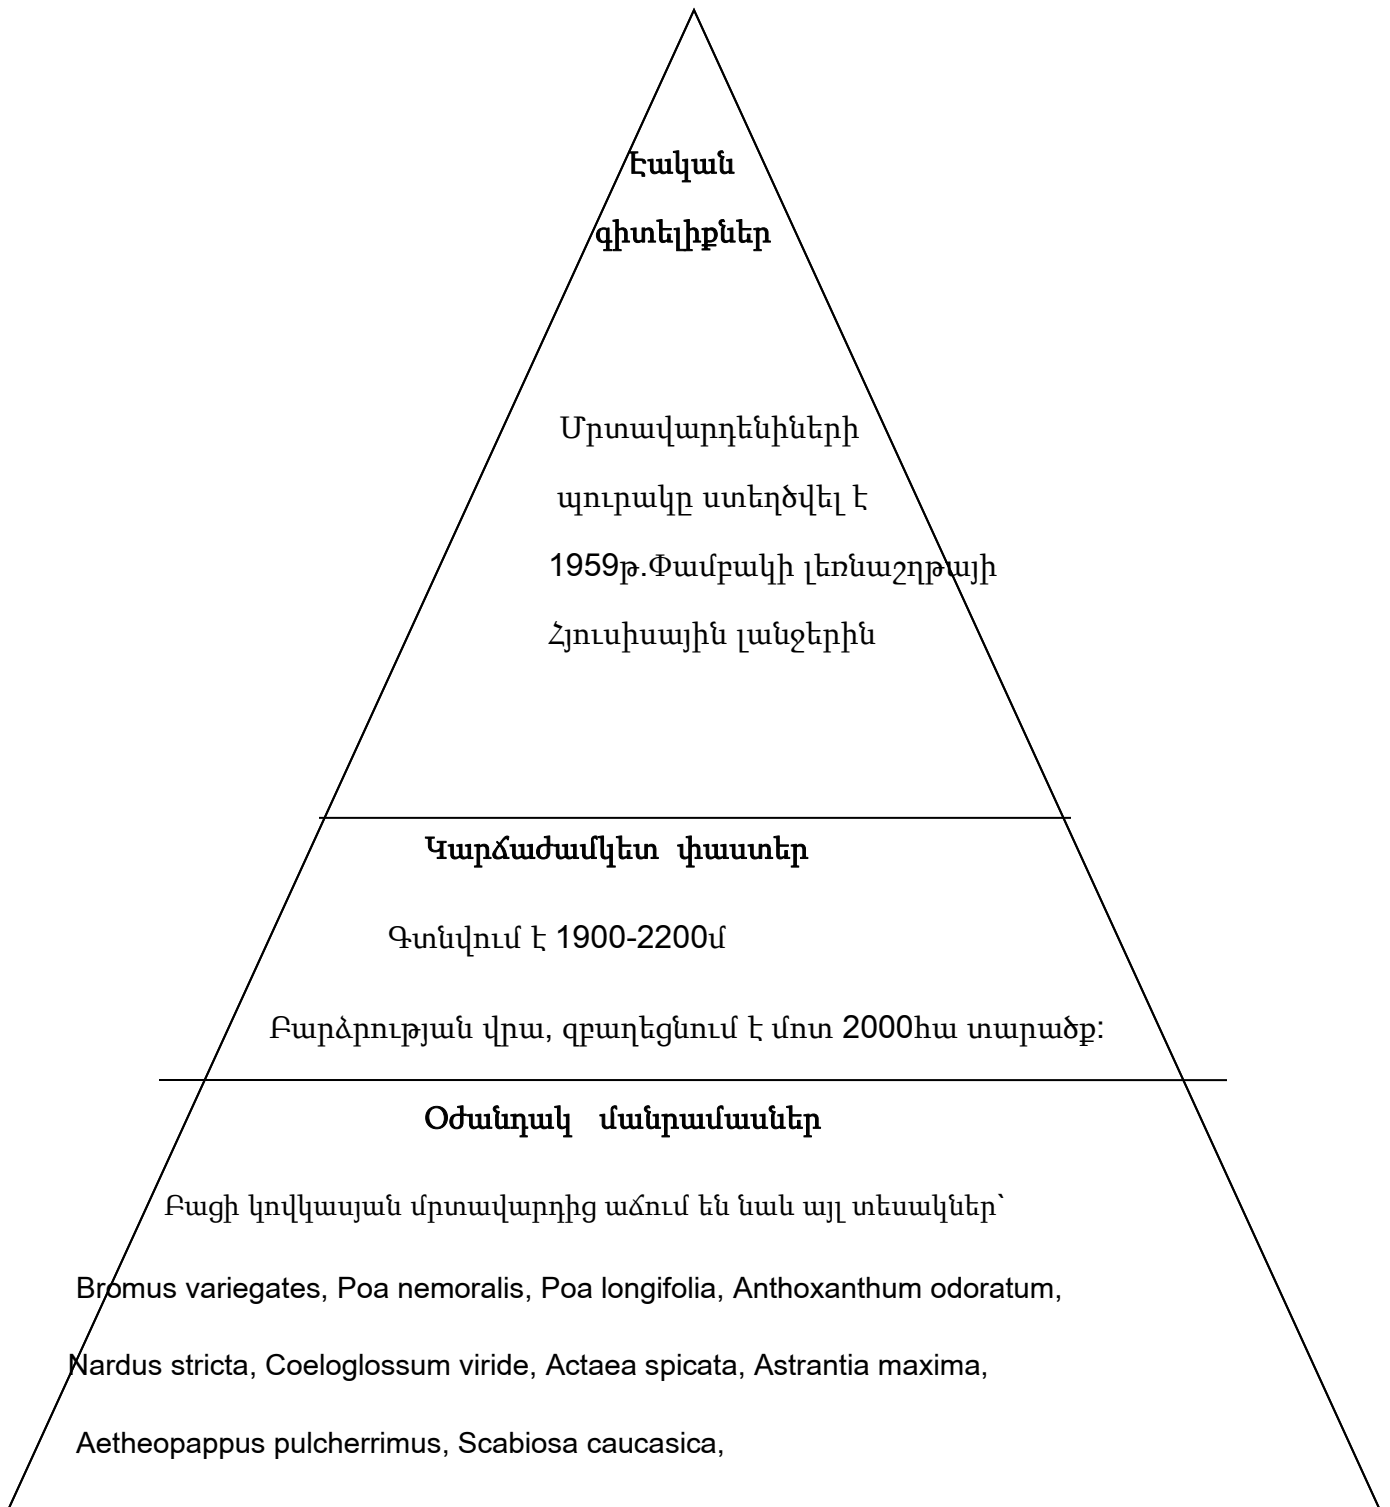 Էական
գիտելիքներ
Մրտավարդենիների
պուրակը ստեղծվել է
1959թ.Փամբակի լեռնաշղթայի
Հյուսիսային լանջերին
Կարճաժամկետ փաստեր
Գտնվում է 1900-2200մ
Բարձրության վրա, զբաղեցնում է մոտ 2000հա տարածք:
Օժանդակ մանրամասներ
Բացի կովկասյան մրտավարդից աճում են նաև այլ տեսակներ՝
Bromus variegates, Poa nemoralis, Poa longifolia, Anthoxanthum odoratum,
Nardus stricta, Coeloglossum viride, Actaea spicata, Astrantia maxima,
Aetheopappus pulcherrimus, Scabiosa caucasica,